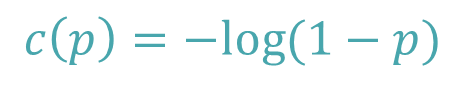 c(p) = −log(1 − p)